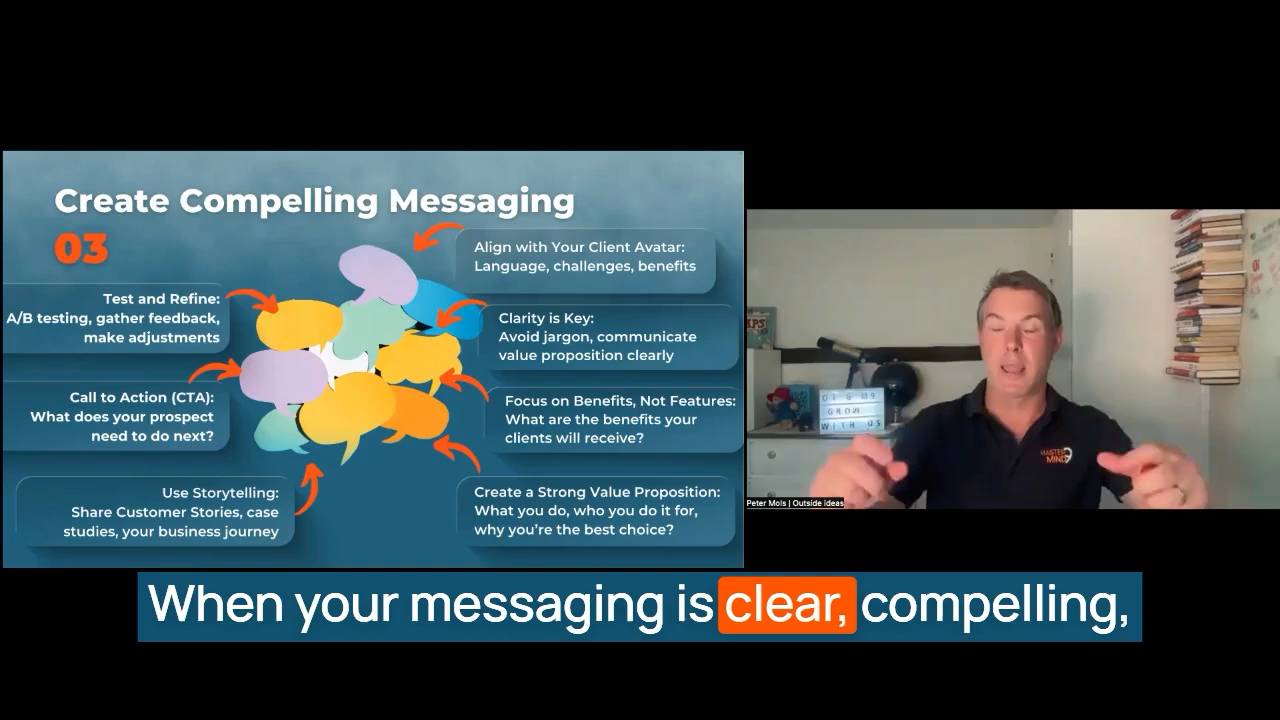 Create Compelling Messaging
03
Align with Your Client Avatar:
Language, challenges, benefits
Clarity is Key:
Avoid jargon, communicate
value proposition clearly
Focus on Benefits, Not Features:
What are the benefits your
clients will receive?
Create a Strong Value Proposition:
What you do, who you do it for,
why you're the best choice?
Use Storytelling:
Share Customer Stories, case
studies, your business journey
Call to Action (CTA):
What does your prospect
need to do next?
Test and Refine:
A/B testing, gather feedback,
make adjustments
GROW
WITH US
MASTER
MIND
Peter Mols | Outside ideas
When your messaging is clear, compelling,